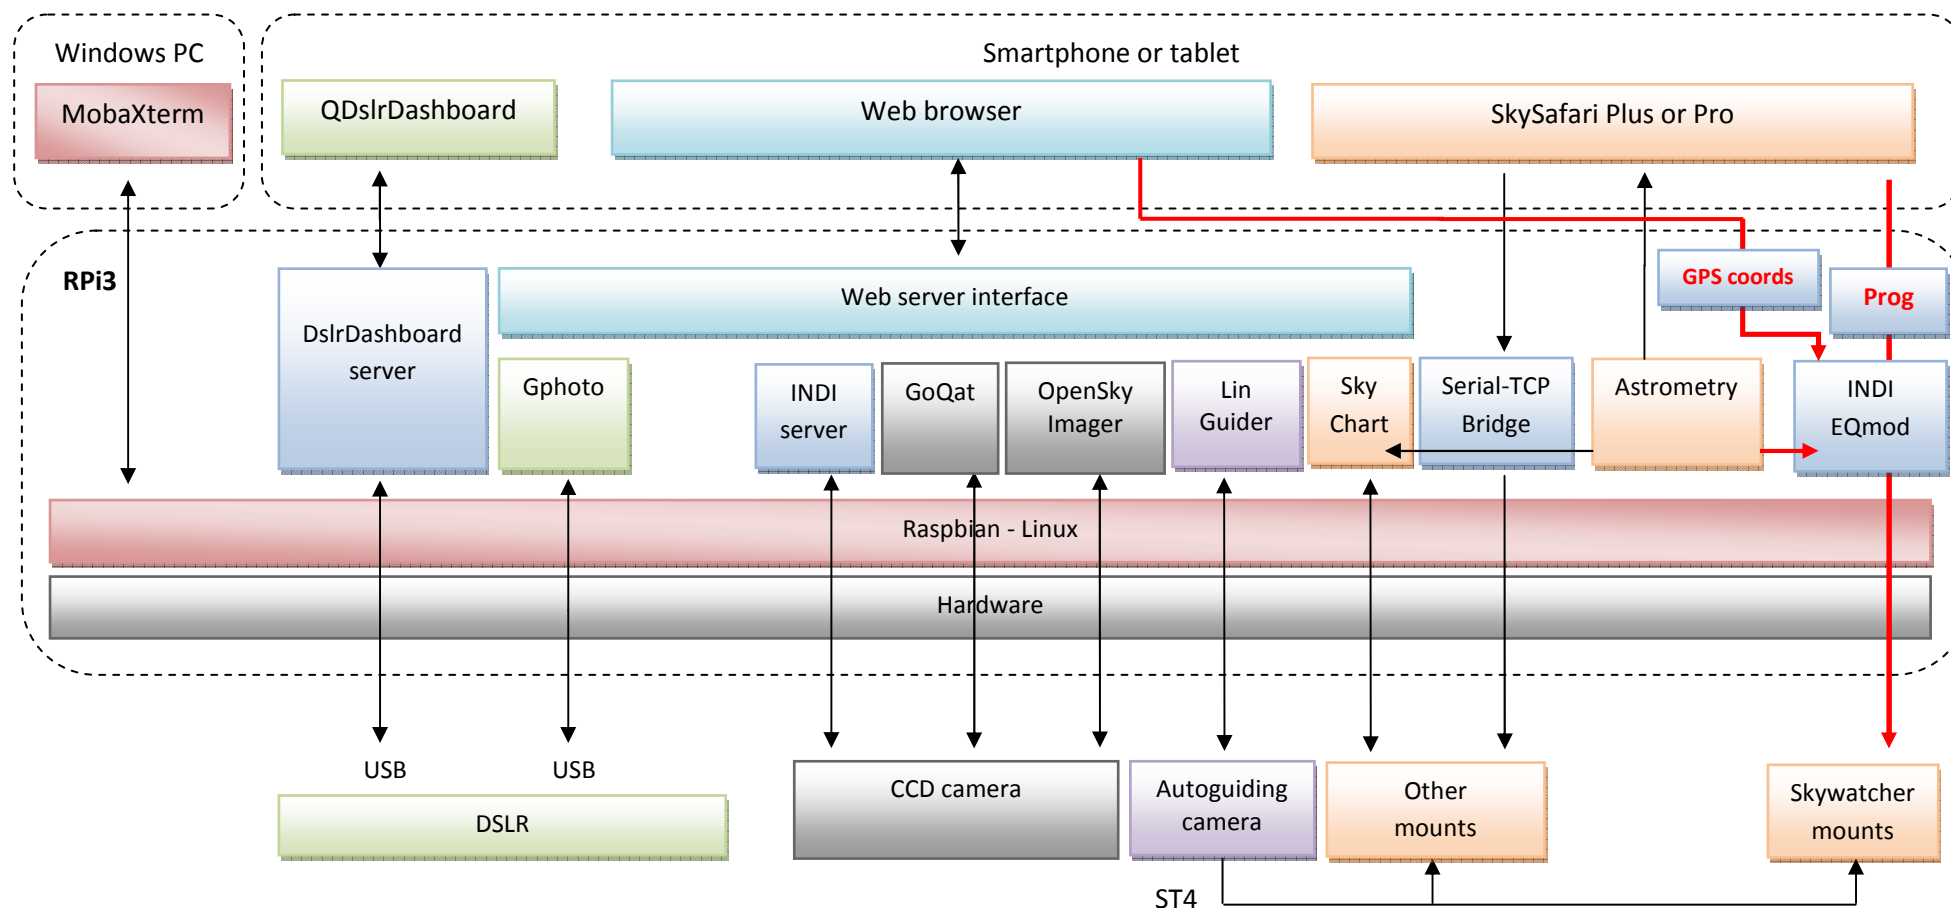 Windows PC
Smartphone or tablet
MobaXterm
QDslrDashboard
Web browser
SkySafari Plus or Pro
RPi3
GPS coords
Prog
Web server interface
DslrDashboard
server
Gphoto
INDI
server
GoQat
OpenSky
Imager
Lin
Guider
Sky
Chart
Serial-TCP
Bridge
Astrometry
INDI
EQmod
Raspbian - Linux
Hardware
USB
USB
DSLR
CCD camera
Autoguiding
camera
Other
mounts
Skywatcher
mounts
ST4